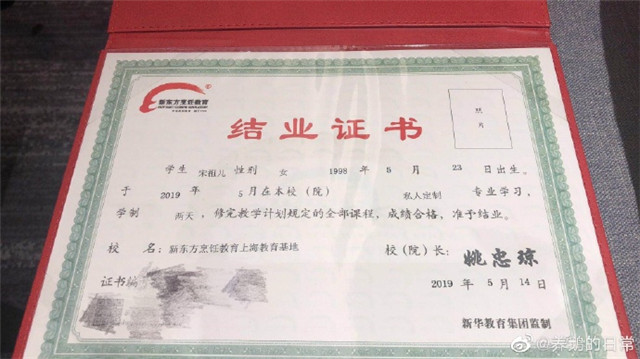 新东方烹饪教育
结业证书
照
片
学生 宋祖儿 性别 女 1998 年 5 月 23 日出生。
于 2019 年 5 月在本校（院） 私人定制 专业学习，
学制 两天，修完教学计划规定的全部课程，成绩合格，准予结业。
校 名：新东方烹饪教育上海教育基地 校（院）长： 姚忠琼
证书编
2019 年 5 月 14 日
新华教育集团监制
的日常